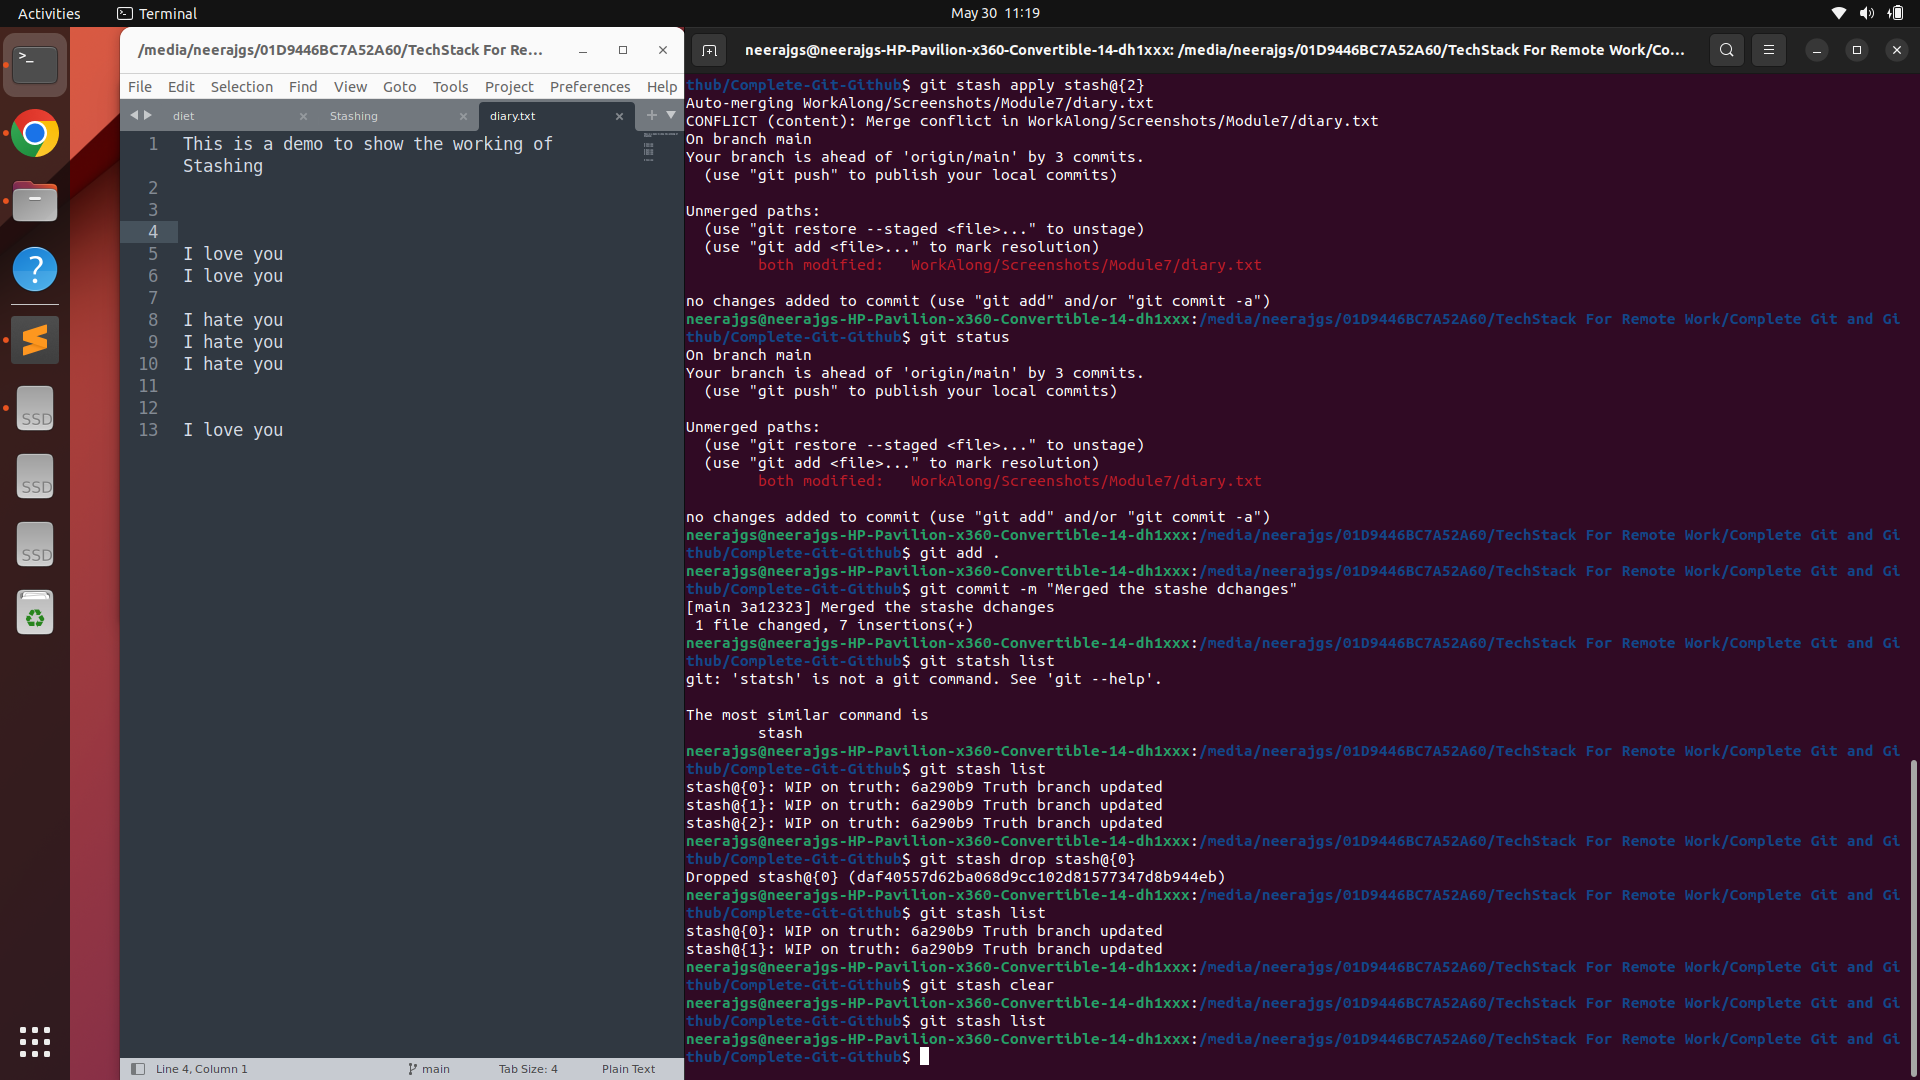 Activities
Terminal
May 30 11:19
/media/neerajgs/01D9446BC7A52A60/TechStack For Re...
File Edit Selection Find View Goto Tools Project Preferences Help
diet
Stashing
diary.txt
1 This is a demo to show the working of
Stashing
2
3
4
5 I love you
6 I love you
7
8 I hate you
9 I hate you
10 I hate you
11
12
13 I love you
Line 4, Column 1
main
Tab Size: 4
Plain Text
SSD
SSD
SSD
neerajgs@neerajgs-HP-Pavilion-x360-Convertible-14-dh1xxx: /media/neerajgs/01D9446BC7A52A60/TechStack For Remote Work/Co...
thub/Complete-Git-Github$ git stash apply stash@{2}
Auto-merging WorkAlong/Screenshots/Module7/diary.txt
CONFLICT (content): Merge conflict in WorkAlong/Screenshots/Module7/diary.txt
On branch main
Your branch is ahead of 'origin/main' by 3 commits.
(use "git push" to publish your local commits)
Unmerged paths:
(use "git restore --staged <file>..." to unstage)
(use "git add <file>..." to mark resolution)
both modified: WorkAlong/Screenshots/Module7/diary.txt
no changes added to commit (use "git add" and/or "git commit -a")
neerajgs@neerajgs-HP-Pavilion-x360-Convertible-14-dh1xxx:/media/neerajgs/01D9446BC7A52A60/TechStack For Remote Work/Complete Git and Gi
thub/Complete-Git-Github$ git status
On branch main
Your branch is ahead of 'origin/main' by 3 commits.
(use "git push" to publish your local commits)
Unmerged paths:
(use "git restore --staged <file>..." to unstage)
(use "git add <file>..." to mark resolution)
both modified: WorkAlong/Screenshots/Module7/diary.txt
no changes added to commit (use "git add" and/or "git commit -a")
neerajgs@neerajgs-HP-Pavilion-x360-Convertible-14-dh1xxx:/media/neerajgs/01D9446BC7A52A60/TechStack For Remote Work/Complete Git and Gi
thub/Complete-Git-Github$ git add .
neerajgs@neerajgs-HP-Pavilion-x360-Convertible-14-dh1xxx:/media/neerajgs/01D9446BC7A52A60/TechStack For Remote Work/Complete Git and Gi
thub/Complete-Git-Github$ git commit -m "Merged the stashe dchanges"
[main 3a12323] Merged the stashe dchanges
1 file changed, 7 insertions(+)
neerajgs@neerajgs-HP-Pavilion-x360-Convertible-14-dh1xxx:/media/neerajgs/01D9446BC7A52A60/TechStack For Remote Work/Complete Git and Gi
thub/Complete-Git-Github$ git statsh list
git: 'statsh' is not a git command. See 'git --help'.
The most similar command is
stash
neerajgs@neerajgs-HP-Pavilion-x360-Convertible-14-dh1xxx:/media/neerajgs/01D9446BC7A52A60/TechStack For Remote Work/Complete Git and Gi
thub/Complete-Git-Github$ git stash list
stash@{0}: WIP on truth: 6a290b9 Truth branch updated
stash@{1}: WIP on truth: 6a290b9 Truth branch updated
stash@{2}: WIP on truth: 6a290b9 Truth branch updated
neerajgs@neerajgs-HP-Pavilion-x360-Convertible-14-dh1xxx:/media/neerajgs/01D9446BC7A52A60/TechStack For Remote Work/Complete Git and Gi
thub/Complete-Git-Github$ git stash drop stash@{0}
Dropped stash@{0} (daf40557d62ba068d9cc102d81577347d8b944eb)
neerajgs@neerajgs-HP-Pavilion-x360-Convertible-14-dh1xxx:/media/neerajgs/01D9446BC7A52A60/TechStack For Remote Work/Complete Git and Gi
thub/Complete-Git-Github$ git stash list
stash@{0}: WIP on truth: 6a290b9 Truth branch updated
stash@{1}: WIP on truth: 6a290b9 Truth branch updated
neerajgs@neerajgs-HP-Pavilion-x360-Convertible-14-dh1xxx:/media/neerajgs/01D9446BC7A52A60/TechStack For Remote Work/Complete Git and Gi
thub/Complete-Git-Github$ git stash clear
neerajgs@neerajgs-HP-Pavilion-x360-Convertible-14-dh1xxx:/media/neerajgs/01D9446BC7A52A60/TechStack For Remote Work/Complete Git and Gi
thub/Complete-Git-Github$ git stash list
neerajgs@neerajgs-HP-Pavilion-x360-Convertible-14-dh1xxx:/media/neerajgs/01D9446BC7A52A60/TechStack For Remote Work/Complete Git and Gi
thub/Complete-Git-Github$